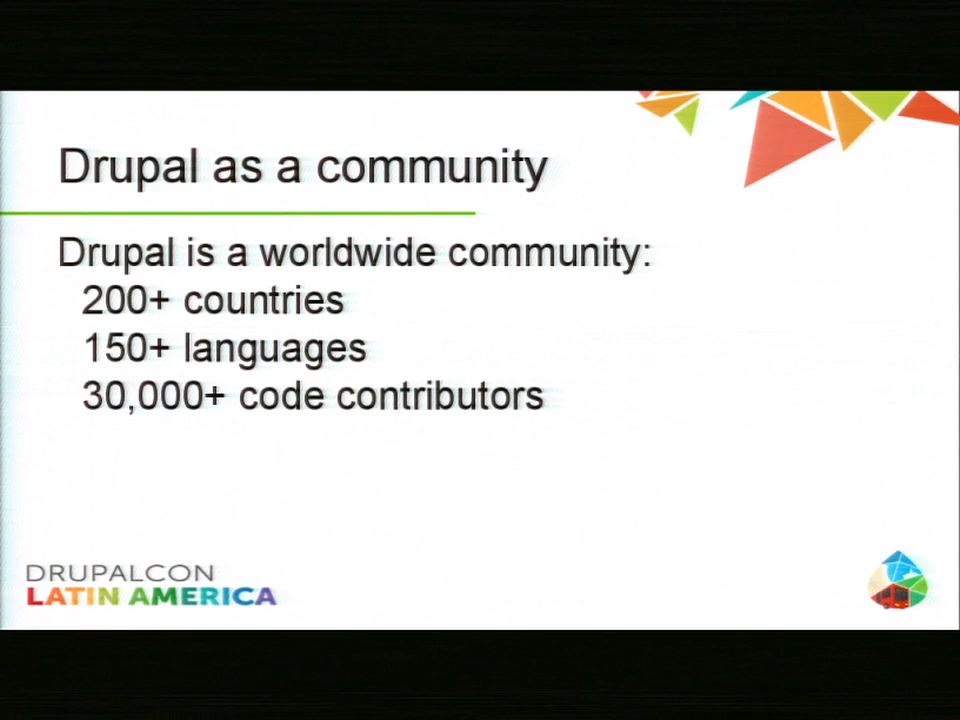 Drupal as a community
Drupal is a worldwide community:
200+ countries
150+ languages
30,000+ code contributors
DRUPALCON
LATIN AMERICA